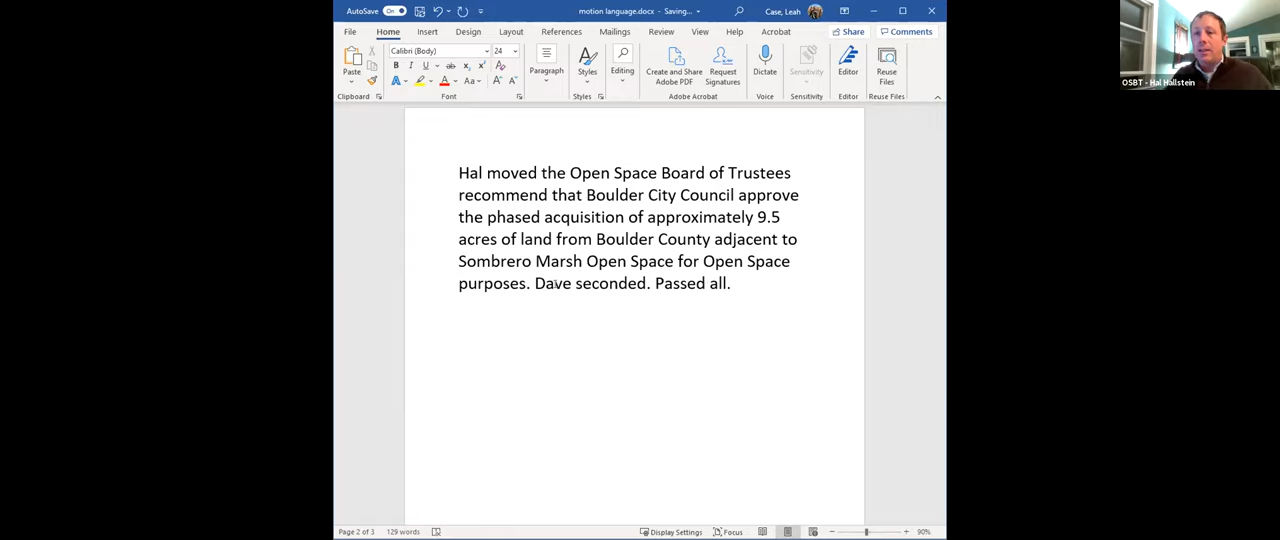 AutoSave On motion language.docx - Saving... Case, Leah
File Home Insert Design Layout References Mailings Review View Help Acrobat Share Comments
Calibri (Body) 24
Paste Paragraph Styles Editing Create and Share Adobe PDF Request Signatures Dictate Sensitivity Editor Reuse Files
Clipboard Font Styles Adobe Acrobat Voice Sensitivity Editor Reuse Files
OSBT - Hal Hallstein
Hal moved the Open Space Board of Trustees
recommend that Boulder City Council approve
the phased acquisition of approximately 9.5
acres of land from Boulder County adjacent to
Sombrero Marsh Open Space for Open Space
purposes. Dave seconded. Passed all.
Page 2 of 3 129 words Display Settings Focus 90%